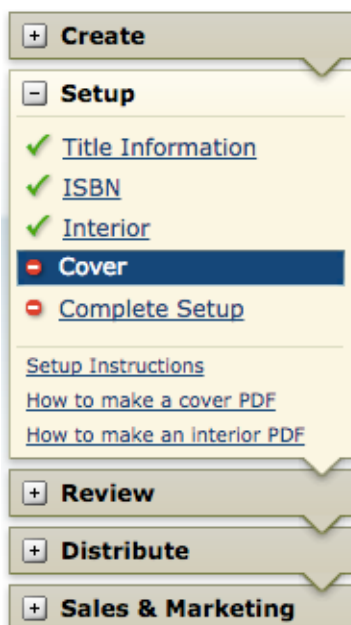 Create
Setup
Title Information
ISBN
Interior
Cover
Complete Setup
Setup Instructions
How to make a cover PDF
How to make an interior PDF
Review
Distribute
Sales & Marketing